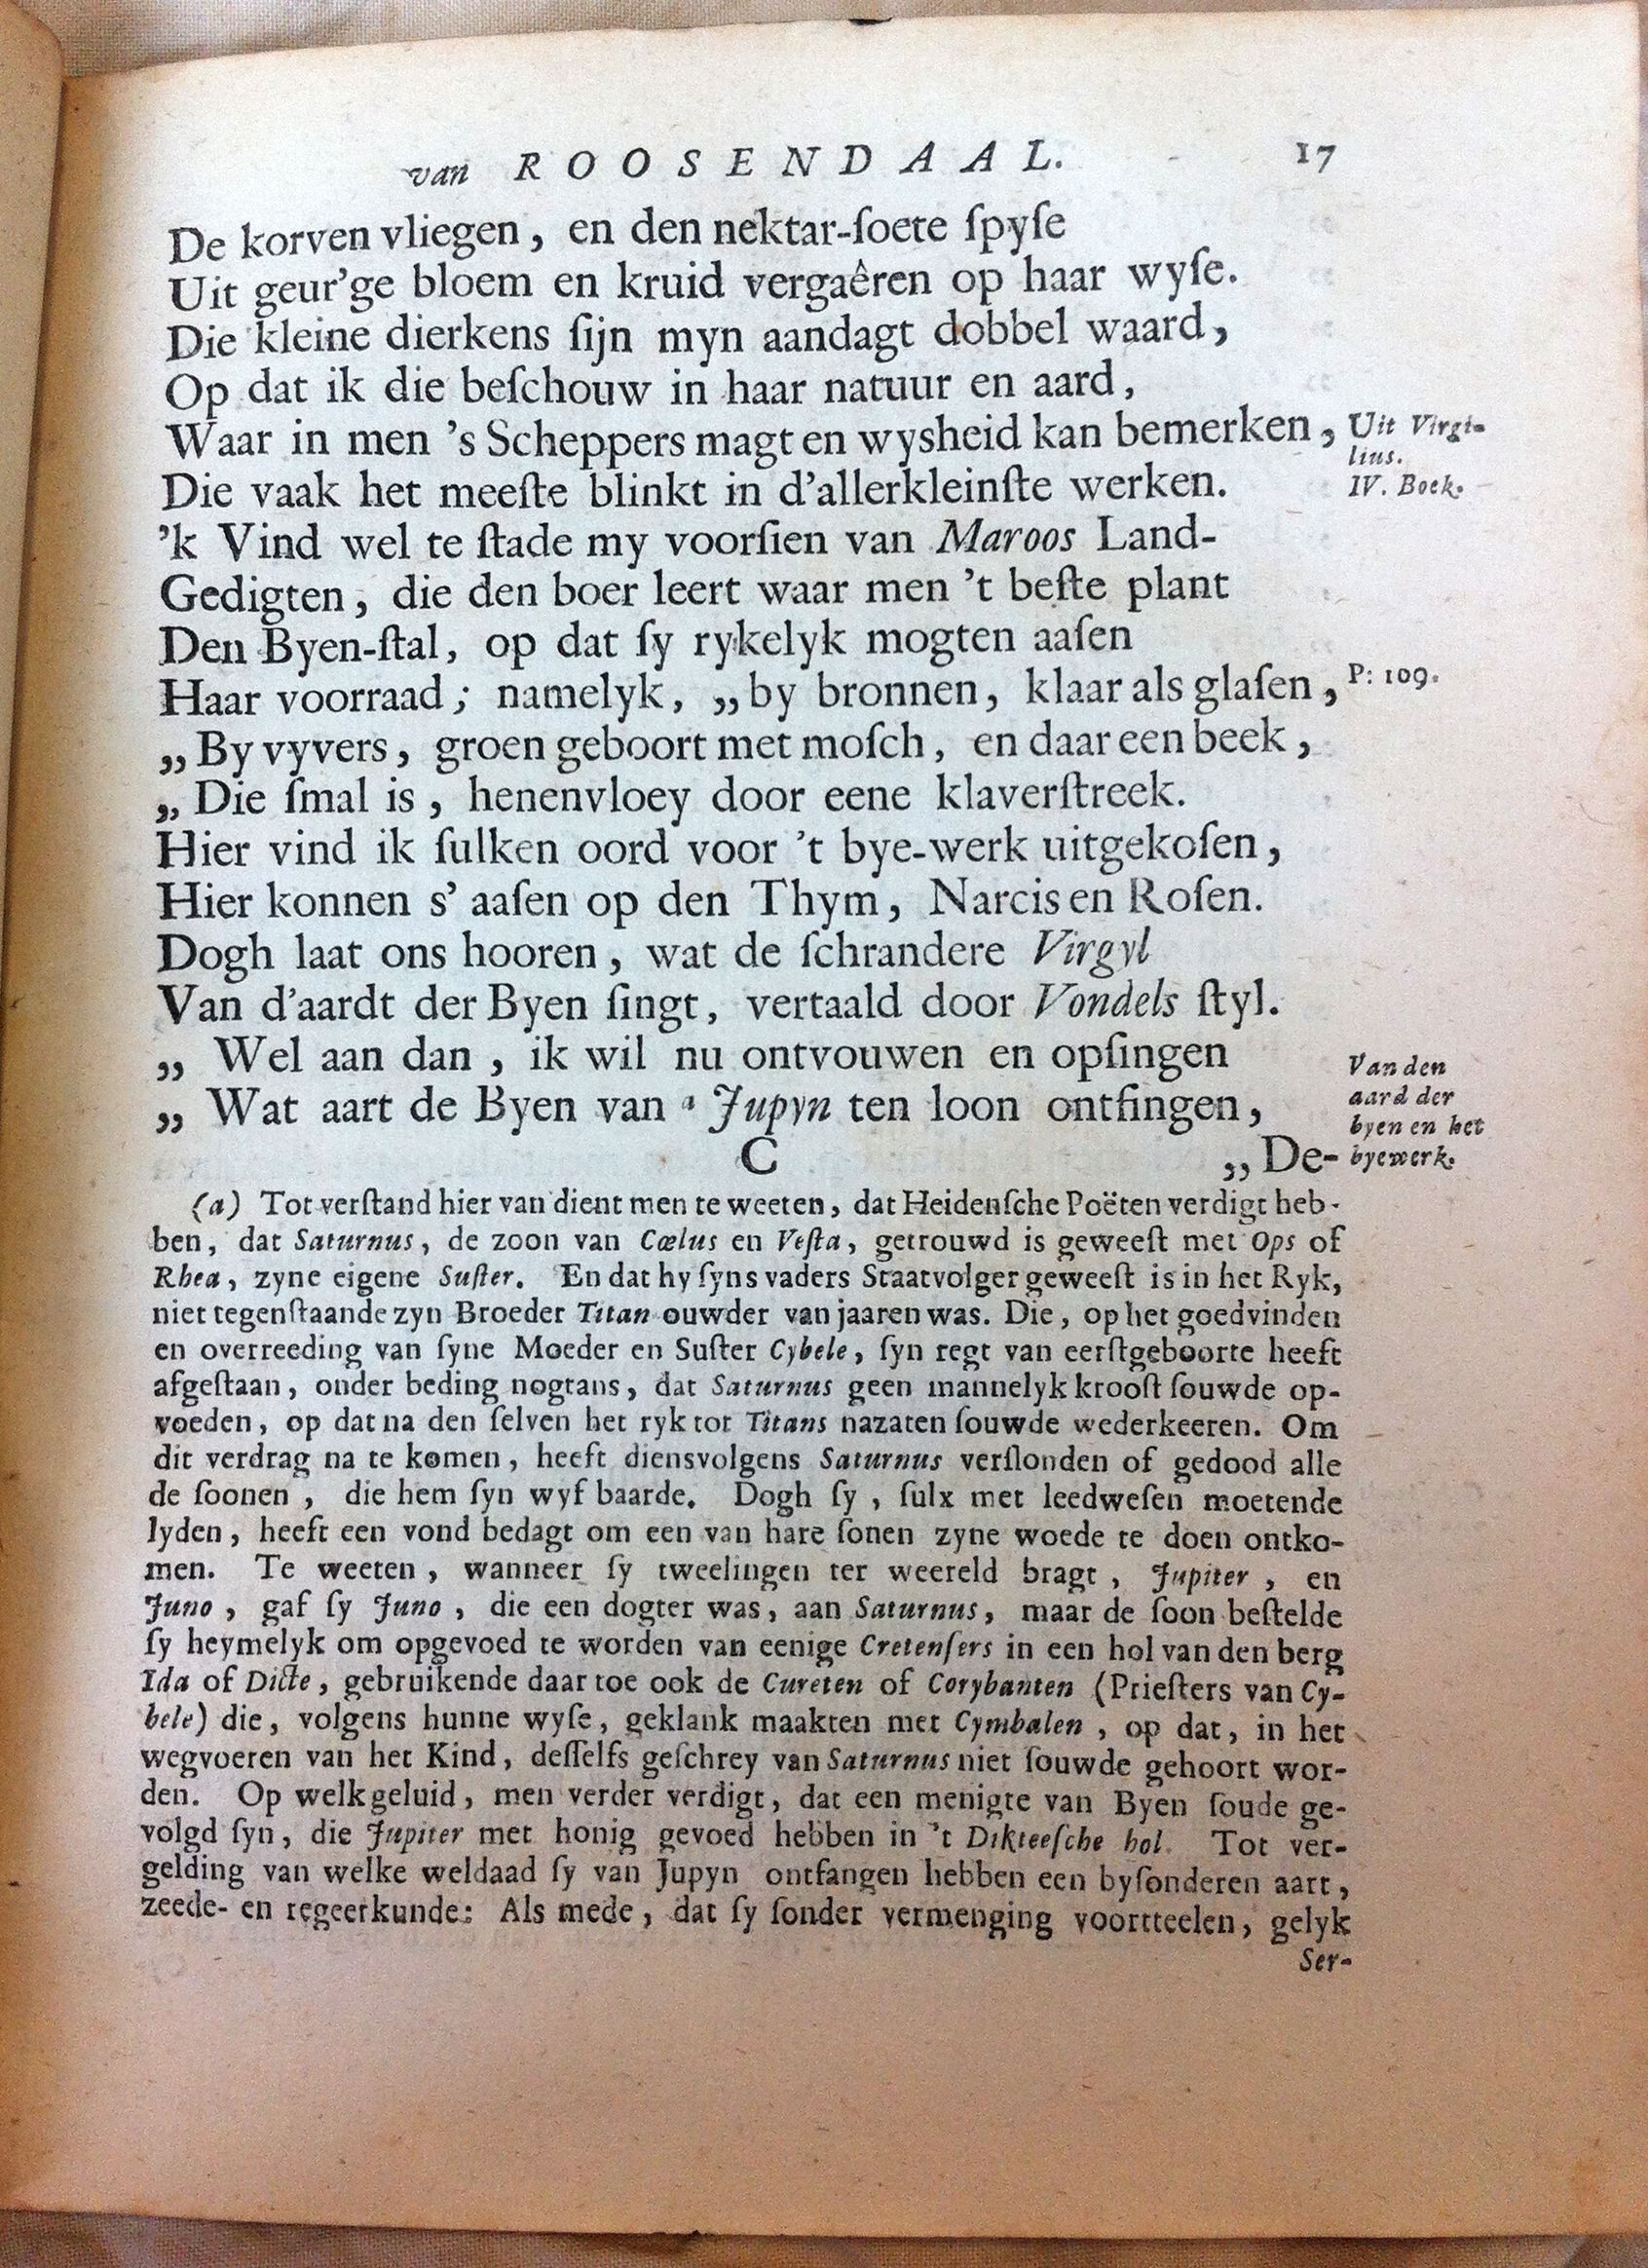 van ROOSENDAAL. 17
De korven vliegen, en den nektar-ſoete ſpyſe
Uit geur'ge bloem en kruid vergaêren op haar wyſe.
Die kleine dierkens ſijn myn aandagt dobbel waard,
Op dat ik die beſchouw in haar natuur en aard,
Waar in men 's Scheppers magt en wysheid kan bemerken,
Uit Virgi-
lius.
IV. Boek.
Die vaak het meeſte blinkt in d'allerkleinſte werken.
'k Vind wel te ſtade my voorſien van Maroos Land-
Gedigten, die den boer leert waar men 't beſte plant
Den Byen-ſtal, op dat ſy rykelyk mogten aaſen
Haar voorraad; namelyk, „by bronnen, klaar als glaſen,
P: 109.
„By vyvers, groen geboort met moſch, en daar een beek,
„Die ſmal is, henenvloey door eene klaverſtreek.
Hier vind ik ſulken oord voor 't bye-werk uitgekoſen,
Hier konnen s' aaſen op den Thym, Narcis en Roſen.
Dogh laat ons hooren, wat de ſchrandere Virgyl
Van d'aardt der Byen ſingt, vertaald door Vondels ſtyl.
„ Wel aan dan, ik wil nu ontvouwen en opſingen
„ Wat aart de Byen van a Jupyn ten loon ontfingen,
Van den
aard der
byen en het
byewerk.
C „De-
(a) Tot verſtand hier van dient men te weeten, dat Heidenſche Poëten verdigt heb-
ben, dat Saturnus, de zoon van Cœlus en Veſta, getrouwd is geweeſt met Ops of
Rhea, zyne eigene Suſter. En dat hy ſyns vaders Staatvolger geweeſt is in het Ryk,
niet tegenſtaande zyn Broeder Titan ouwder van jaaren was. Die, op het goedvinden
en overreeding van ſyne Moeder en Suſter Cybele, ſyn regt van eerſtgeboorte heeft
afgeſtaan, onder beding nogtans, dat Saturnus geen mannelyk krooſt ſouwde op-
voeden, op dat na den ſelven het ryk tot Titans nazaten ſouwde wederkeeren. Om
dit verdrag na te komen, heeft diensvolgens Saturnus verſlonden of gedood alle
de ſoonen, die hem ſyn wyf baarde. Dogh ſy, ſulx met leedweſen moetende
lyden, heeft een vond bedagt om een van hare ſonen zyne woede te doen ontko-
men. Te weeten, wanneer ſy tweelingen ter weereld bragt, Jupiter, en
Juno, gaf ſy Juno, die een dogter was, aan Saturnus, maar de ſoon beſtelde
ſy heymelyk om opgevoed te worden van eenige Cretenſers in een hol van den berg
Ida of Dicte, gebruikende daar toe ook de Cureten of Corybanten (Prieſters van Cy-
bele) die, volgens hunne wyſe, geklank maakten met Cymbalen, op dat, in het
wegvoeren van het Kind, deſſelfs geſchrey van Saturnus niet ſouwde gehoort wor-
den. Op welk geluid, men verder verdigt, dat een menigte van Byen ſoude ge-
volgd ſyn, die Jupiter met honig gevoed hebben in 't Dikteeſche hol. Tot ver-
gelding van welke weldaad ſy van Jupyn ontfangen hebben een byſonderen aart,
zeede- en regeerkunde: Als mede, dat ſy ſonder vermenging voortteelen, gelyk
Ser-